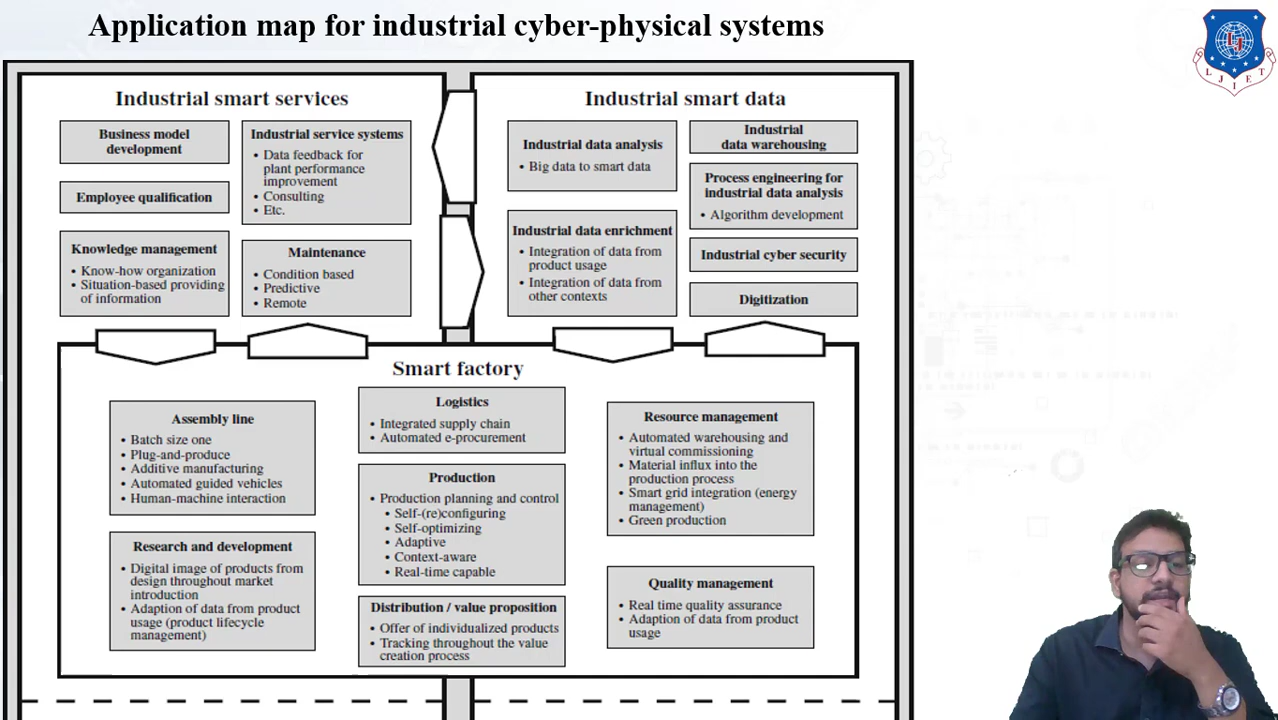 Application map for industrial cyber-physical systems
LJIET
Industrial smart services
Business model
development
Employee qualification
Knowledge management
• Know-how organization
• Situation-based providing
of information
Industrial service systems
• Data feedback for
plant performance
improvement
• Consulting
• Etc.
Maintenance
• Condition based
• Predictive
• Remote
Industrial smart data
Industrial data analysis
• Big data to smart data
Industrial data enrichment
• Integration of data from
product usage
• Integration of data from
other contexts
Industrial
data warehousing
Process engineering for
industrial data analysis
• Algorithm development
Industrial cyber security
Digitization
Smart factory
Assembly line
• Batch size one
• Plug-and-produce
• Additive manufacturing
• Automated guided vehicles
• Human-machine interaction
Research and development
• Digital image of products from
design throughout market
introduction
• Adaption of data from product
usage (product lifecycle
management)
Logistics
• Integrated supply chain
• Automated e-procurement
Production
• Production planning and control
• Self-(re)configuring
• Self-optimizing
• Adaptive
• Context-aware
• Real-time capable
Distribution / value proposition
• Offer of individualized products
• Tracking throughout the value
creation process
Resource management
• Automated warehousing and
virtual commissioning
• Material influx into the
production process
• Smart grid integration (energy
management)
• Green production
Quality management
• Real time quality assurance
• Adaption of data from product
usage